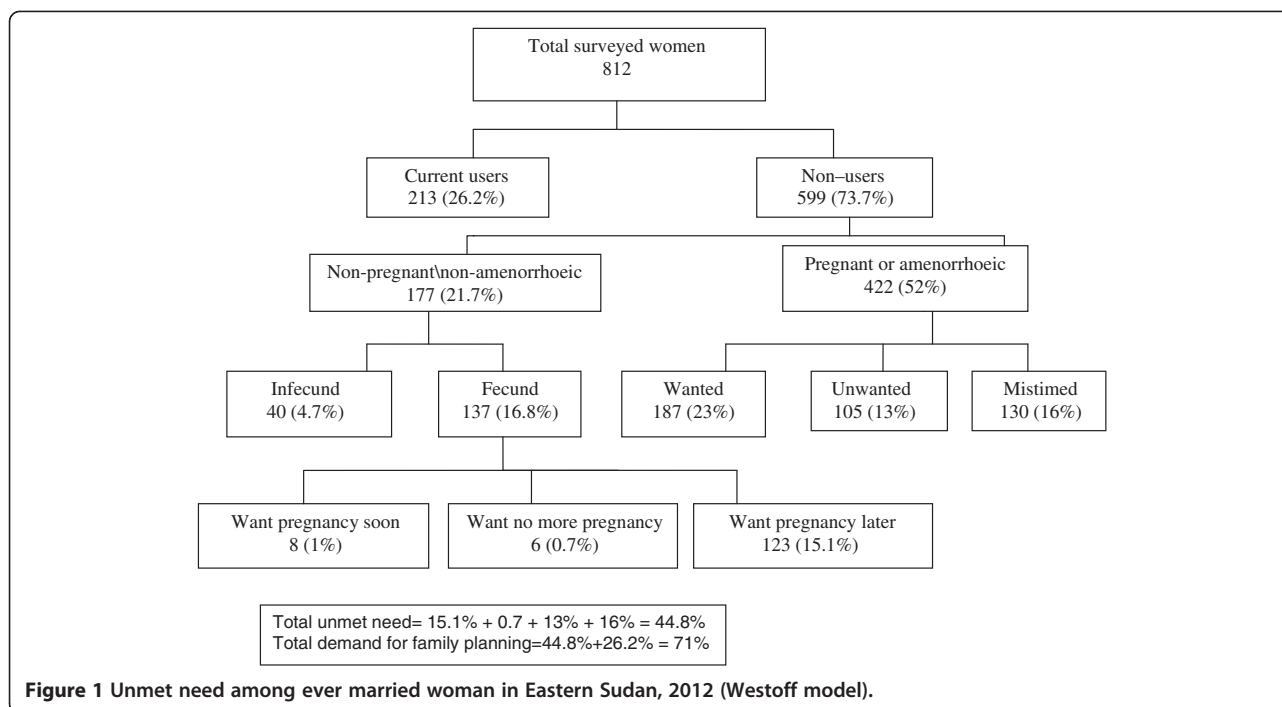 Total surveyed women
812
Current users
213 (26.2%)
Non–users
599 (73.7%)
Non-pregnant\non-amenorrhoeic
177 (21.7%)
Pregnant or amenorrhoeic
422 (52%)
Infecund
40 (4.7%)
Fecund
137 (16.8%)
Wanted
187 (23%)
Unwanted
105 (13%)
Mistimed
130 (16%)
Want pregnancy soon
8 (1%)
Want no more pregnancy
6 (0.7%)
Want pregnancy later
123 (15.1%)
Total unmet need= 15.1% + 0.7 + 13% + 16% = 44.8%
Total demand for family planning=44.8%+26.2% = 71%
Figure 1 Unmet need among ever married woman in Eastern Sudan, 2012 (Westoff model).